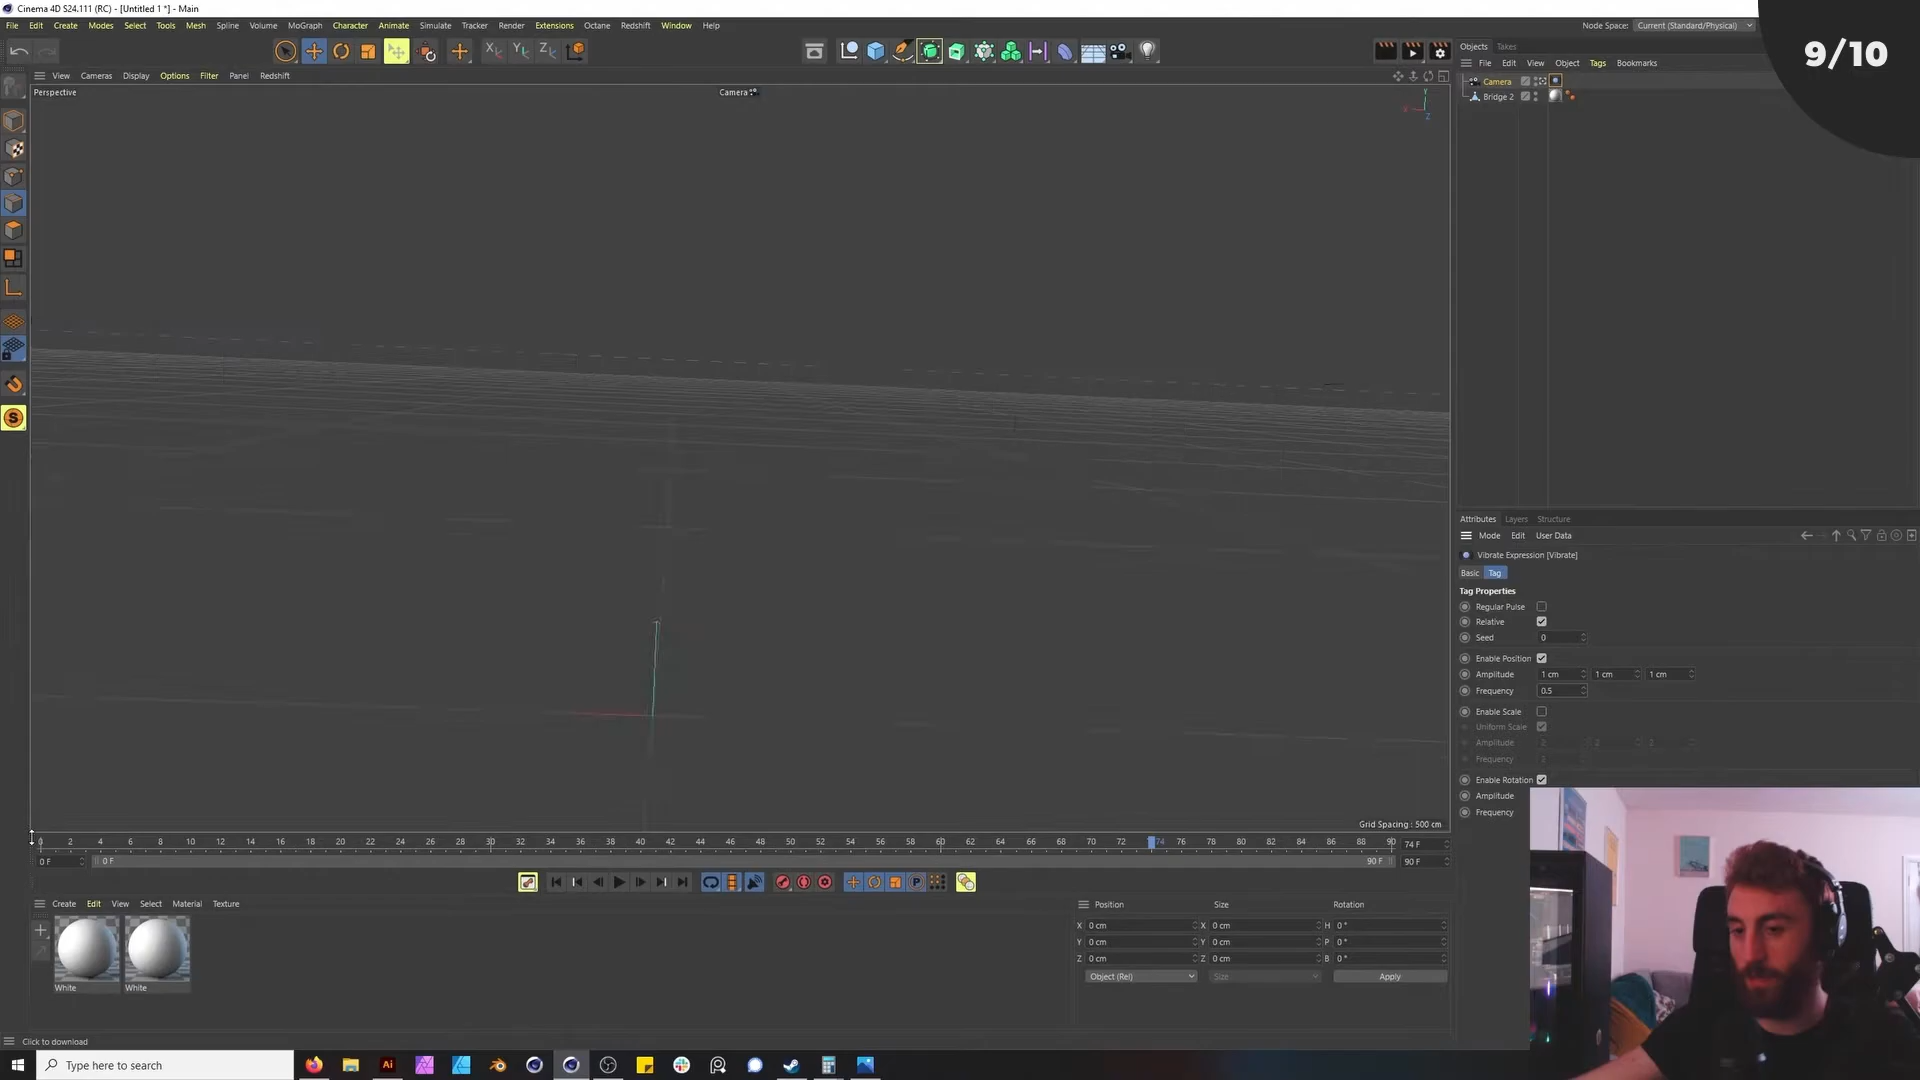 Cinema 4D S24.111 (RC) - [Untitled 1 *] - Main
File Edit Create Modes Select Tools Mesh Spline Volume MoGraph Character Animate Simulate Tracker Render Extensions Octane Redshift Window Help
Node Space: Current (Standard/Physical)
9/10
X Y Z
Objects Takes
File Edit View Object Tags Bookmarks
View Cameras Display Options Filter Panel Redshift
Camera
Bridge 2
Perspective
Camera
Y
X
Z
S
Attributes Layers Structure
Mode Edit User Data
Vibrate Expression [Vibrate]
Basic Tag
Tag Properties
Regular Pulse
Relative
Seed 0
Enable Position
Amplitude 1 cm 1 cm 1 cm
Frequency 0.5
Enable Scale
Uniform Scale
Amplitude 2 2 2
Frequency 2
Enable Rotation
Amplitude
Frequency
Grid Spacing : 500 cm
0 2 4 6 8 10 12 14 16 18 20 22 24 26 28 30 32 34 36 38 40 42 44 46 48 50 52 54 56 58 60 62 64 66 68 70 72 74 76 78 80 82 84 86 88 90
74 F
0 F 0 F 90 F 90 F
P
Create Edit View Select Material Texture
White White
Position Size Rotation
X 0 cm X 0 cm H 0 °
Y 0 cm Y 0 cm P 0 °
Z 0 cm Z 0 cm B 0 °
Object (Rel) Size Apply
Click to download
Type here to search
Ai